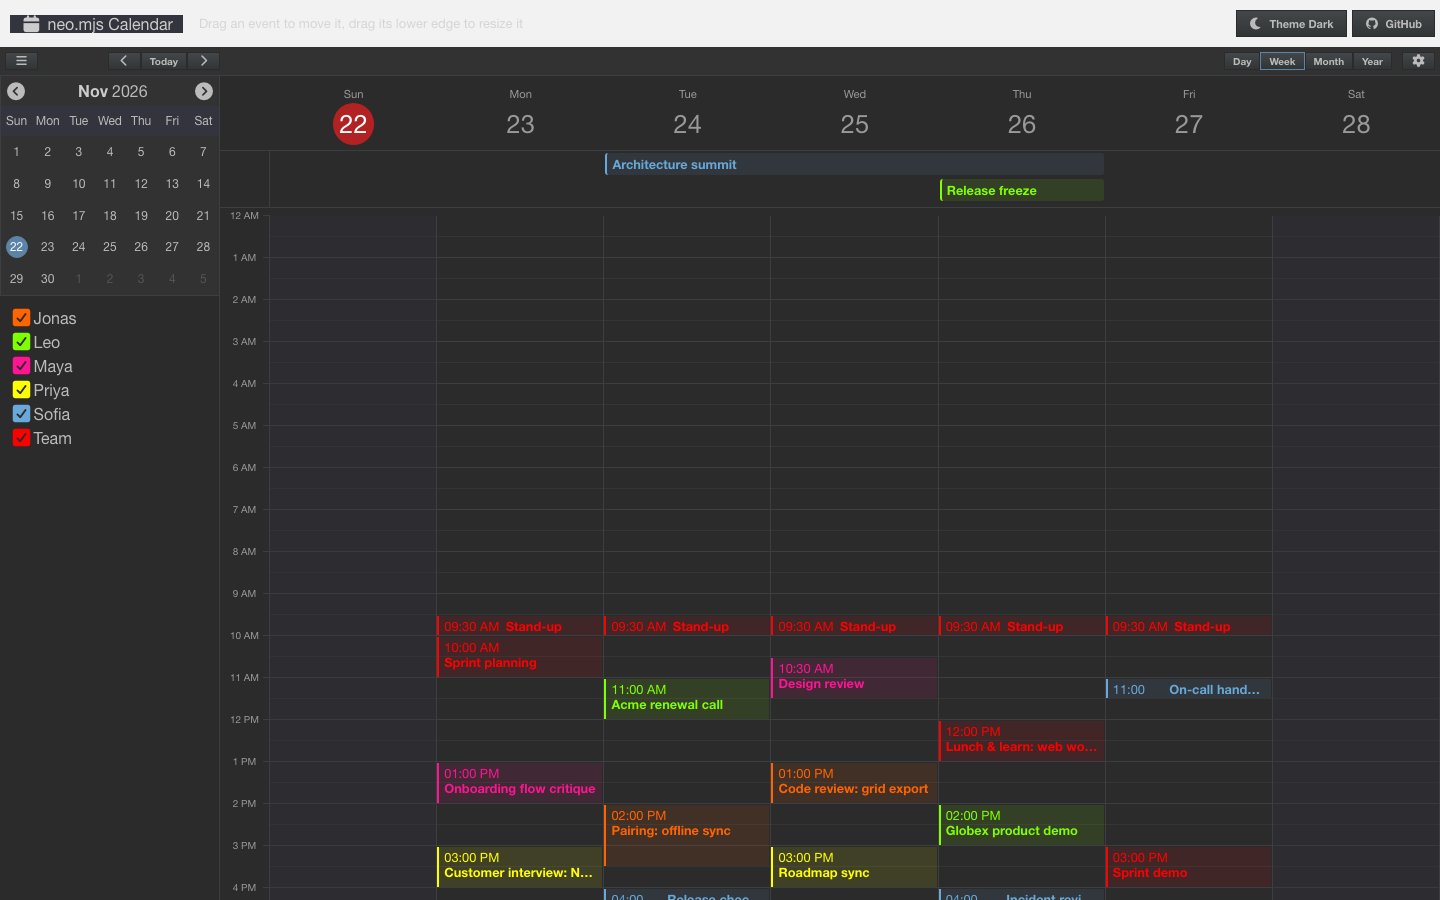 neo.mjs Calendar
Drag an event to move it, drag its lower edge to resize it
Theme Dark
GitHub
Today
Day Week Month Year
Nov 2026
Sun Mon Tue Wed Thu Fri Sat
1 2 3 4 5 6 7
8 9 10 11 12 13 14
15 16 17 18 19 20 21
22 23 24 25 26 27 28
29 30 1 2 3 4 5
Jonas
Leo
Maya
Priya
Sofia
Team
Sun Mon Tue Wed Thu Fri Sat
22 23 24 25 26 27 28
Architecture summit
Release freeze
12 AM
1 AM
2 AM
3 AM
4 AM
5 AM
6 AM
7 AM
8 AM
9 AM
09:30 AM Stand-up
09:30 AM Stand-up
09:30 AM Stand-up
09:30 AM Stand-up
09:30 AM Stand-up
10 AM
10:00 AM
Sprint planning
10:30 AM
Design review
11 AM
11:00 AM
Acme renewal call
11:00 On-call hand…
12 PM
12:00 PM
Lunch & learn: web wo…
1 PM
01:00 PM
Onboarding flow critique
01:00 PM
Code review: grid export
2 PM
02:00 PM
Pairing: offline sync
02:00 PM
Globex product demo
3 PM
03:00 PM
Customer interview: N…
03:00 PM
Roadmap sync
03:00 PM
Sprint demo
4 PM
04:00 Release chec
04:00 Incident revi